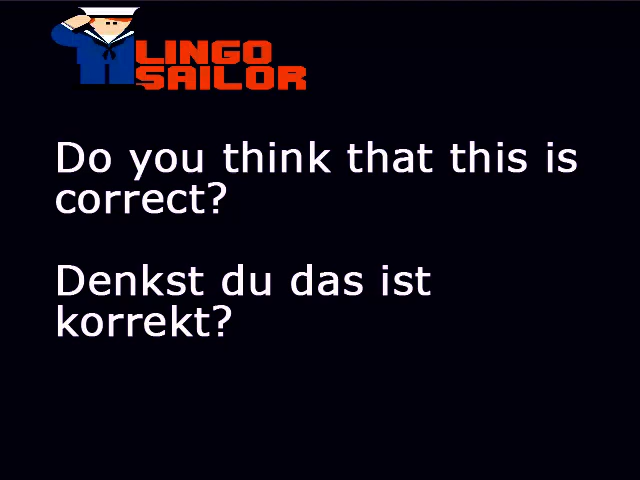 LINGO
SAILOR
Do you think that this is
correct?
Denkst du das ist
korrekt?